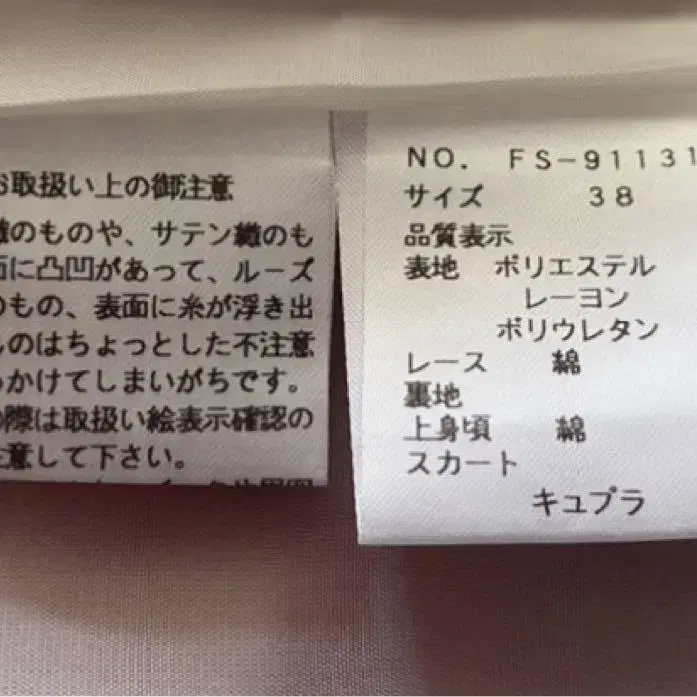 お取扱い上の御注意
織のものや、サテン織のも
面に凸凹があって、ルーズ
のもの、表面に糸が浮き出
ものはちょっとした不注意
っかけてしまいがちです。
の際は取扱い絵表示確認の
注意して下さい。
NO. FS-91131
サイズ 38
品質表示
表地 ポリエステル
レーヨン
ポリウレタン
レース 綿
裏地
上身頃 綿
スカート
キュプラ